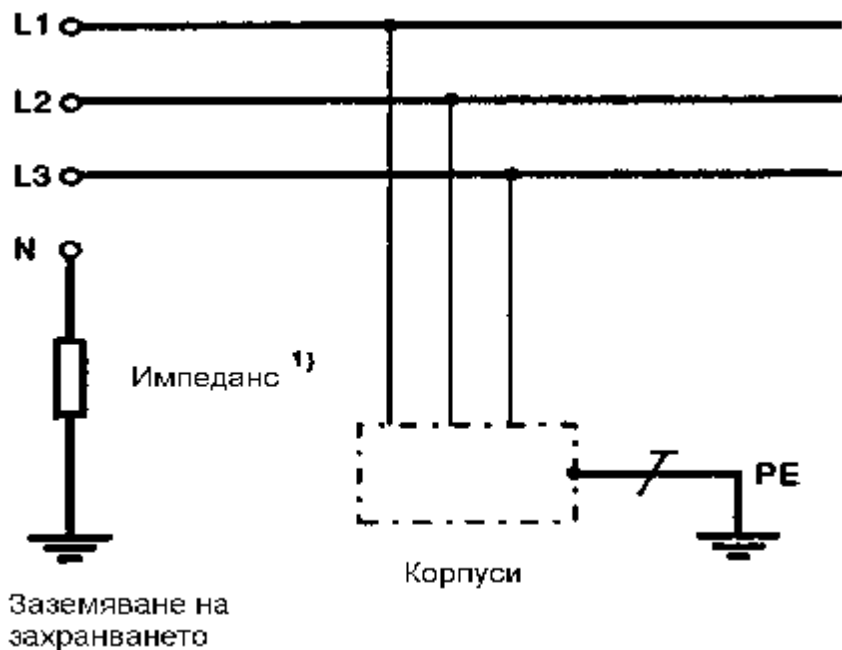 L1
L2
L3
N
Импеданс 1)
PE
Корпуси
Заземяване на
захранването